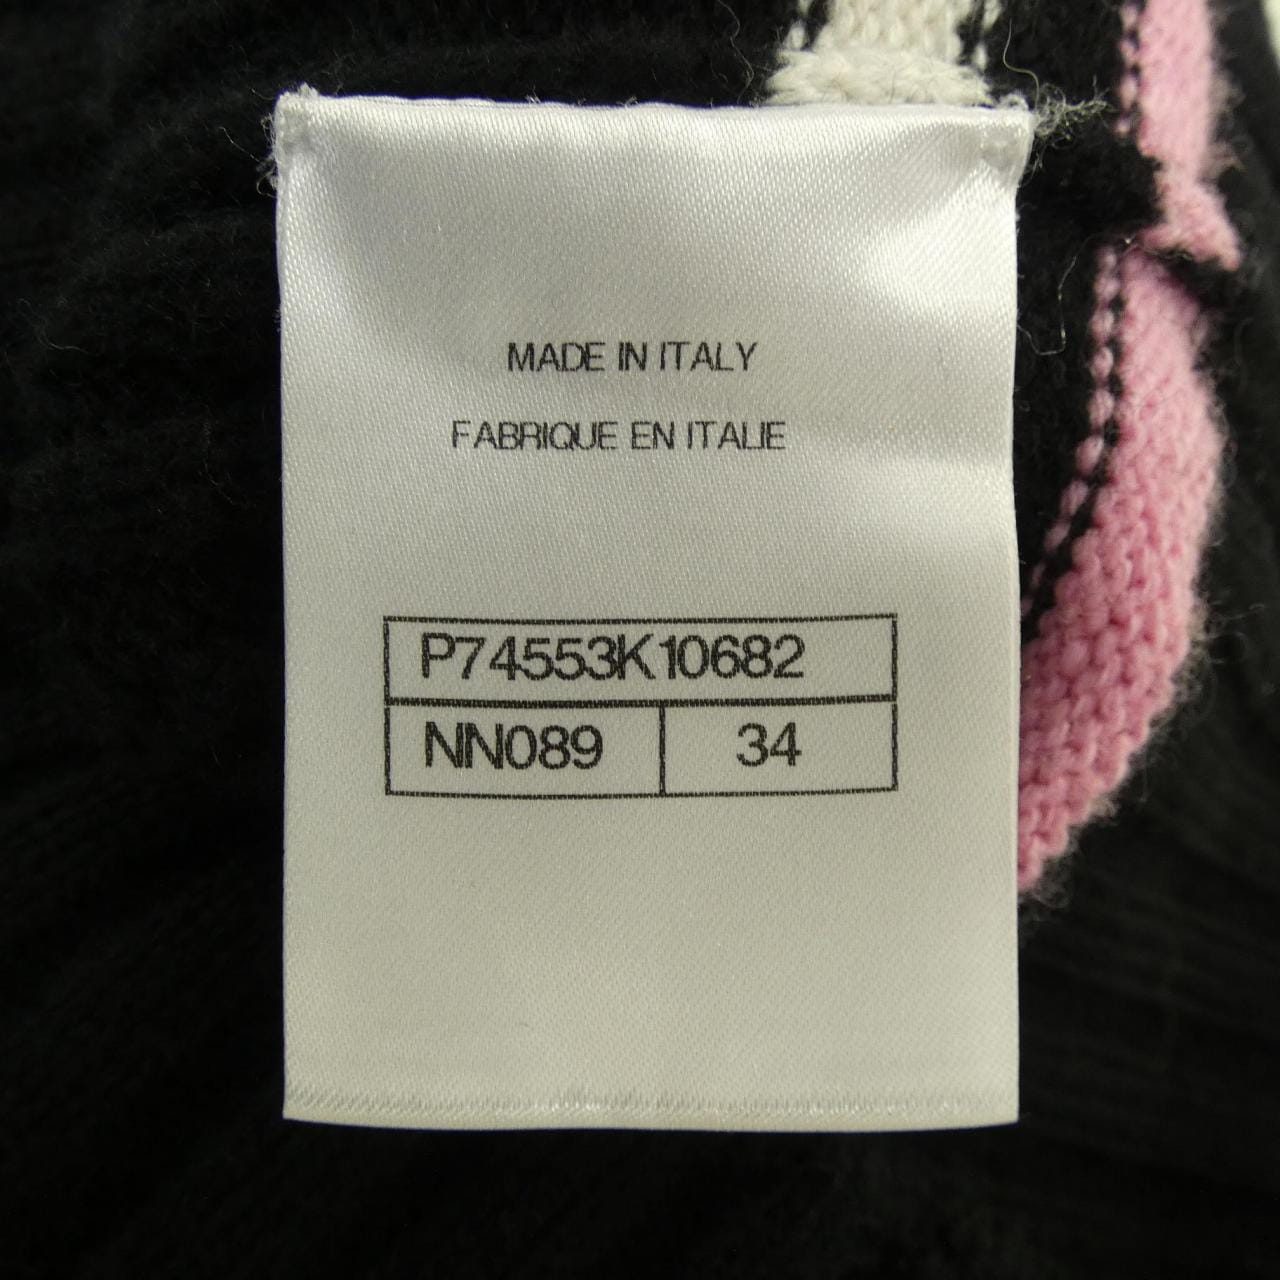 MADE IN ITALY
FABRIQUE EN ITALIE
P74553K10682
NN089 34